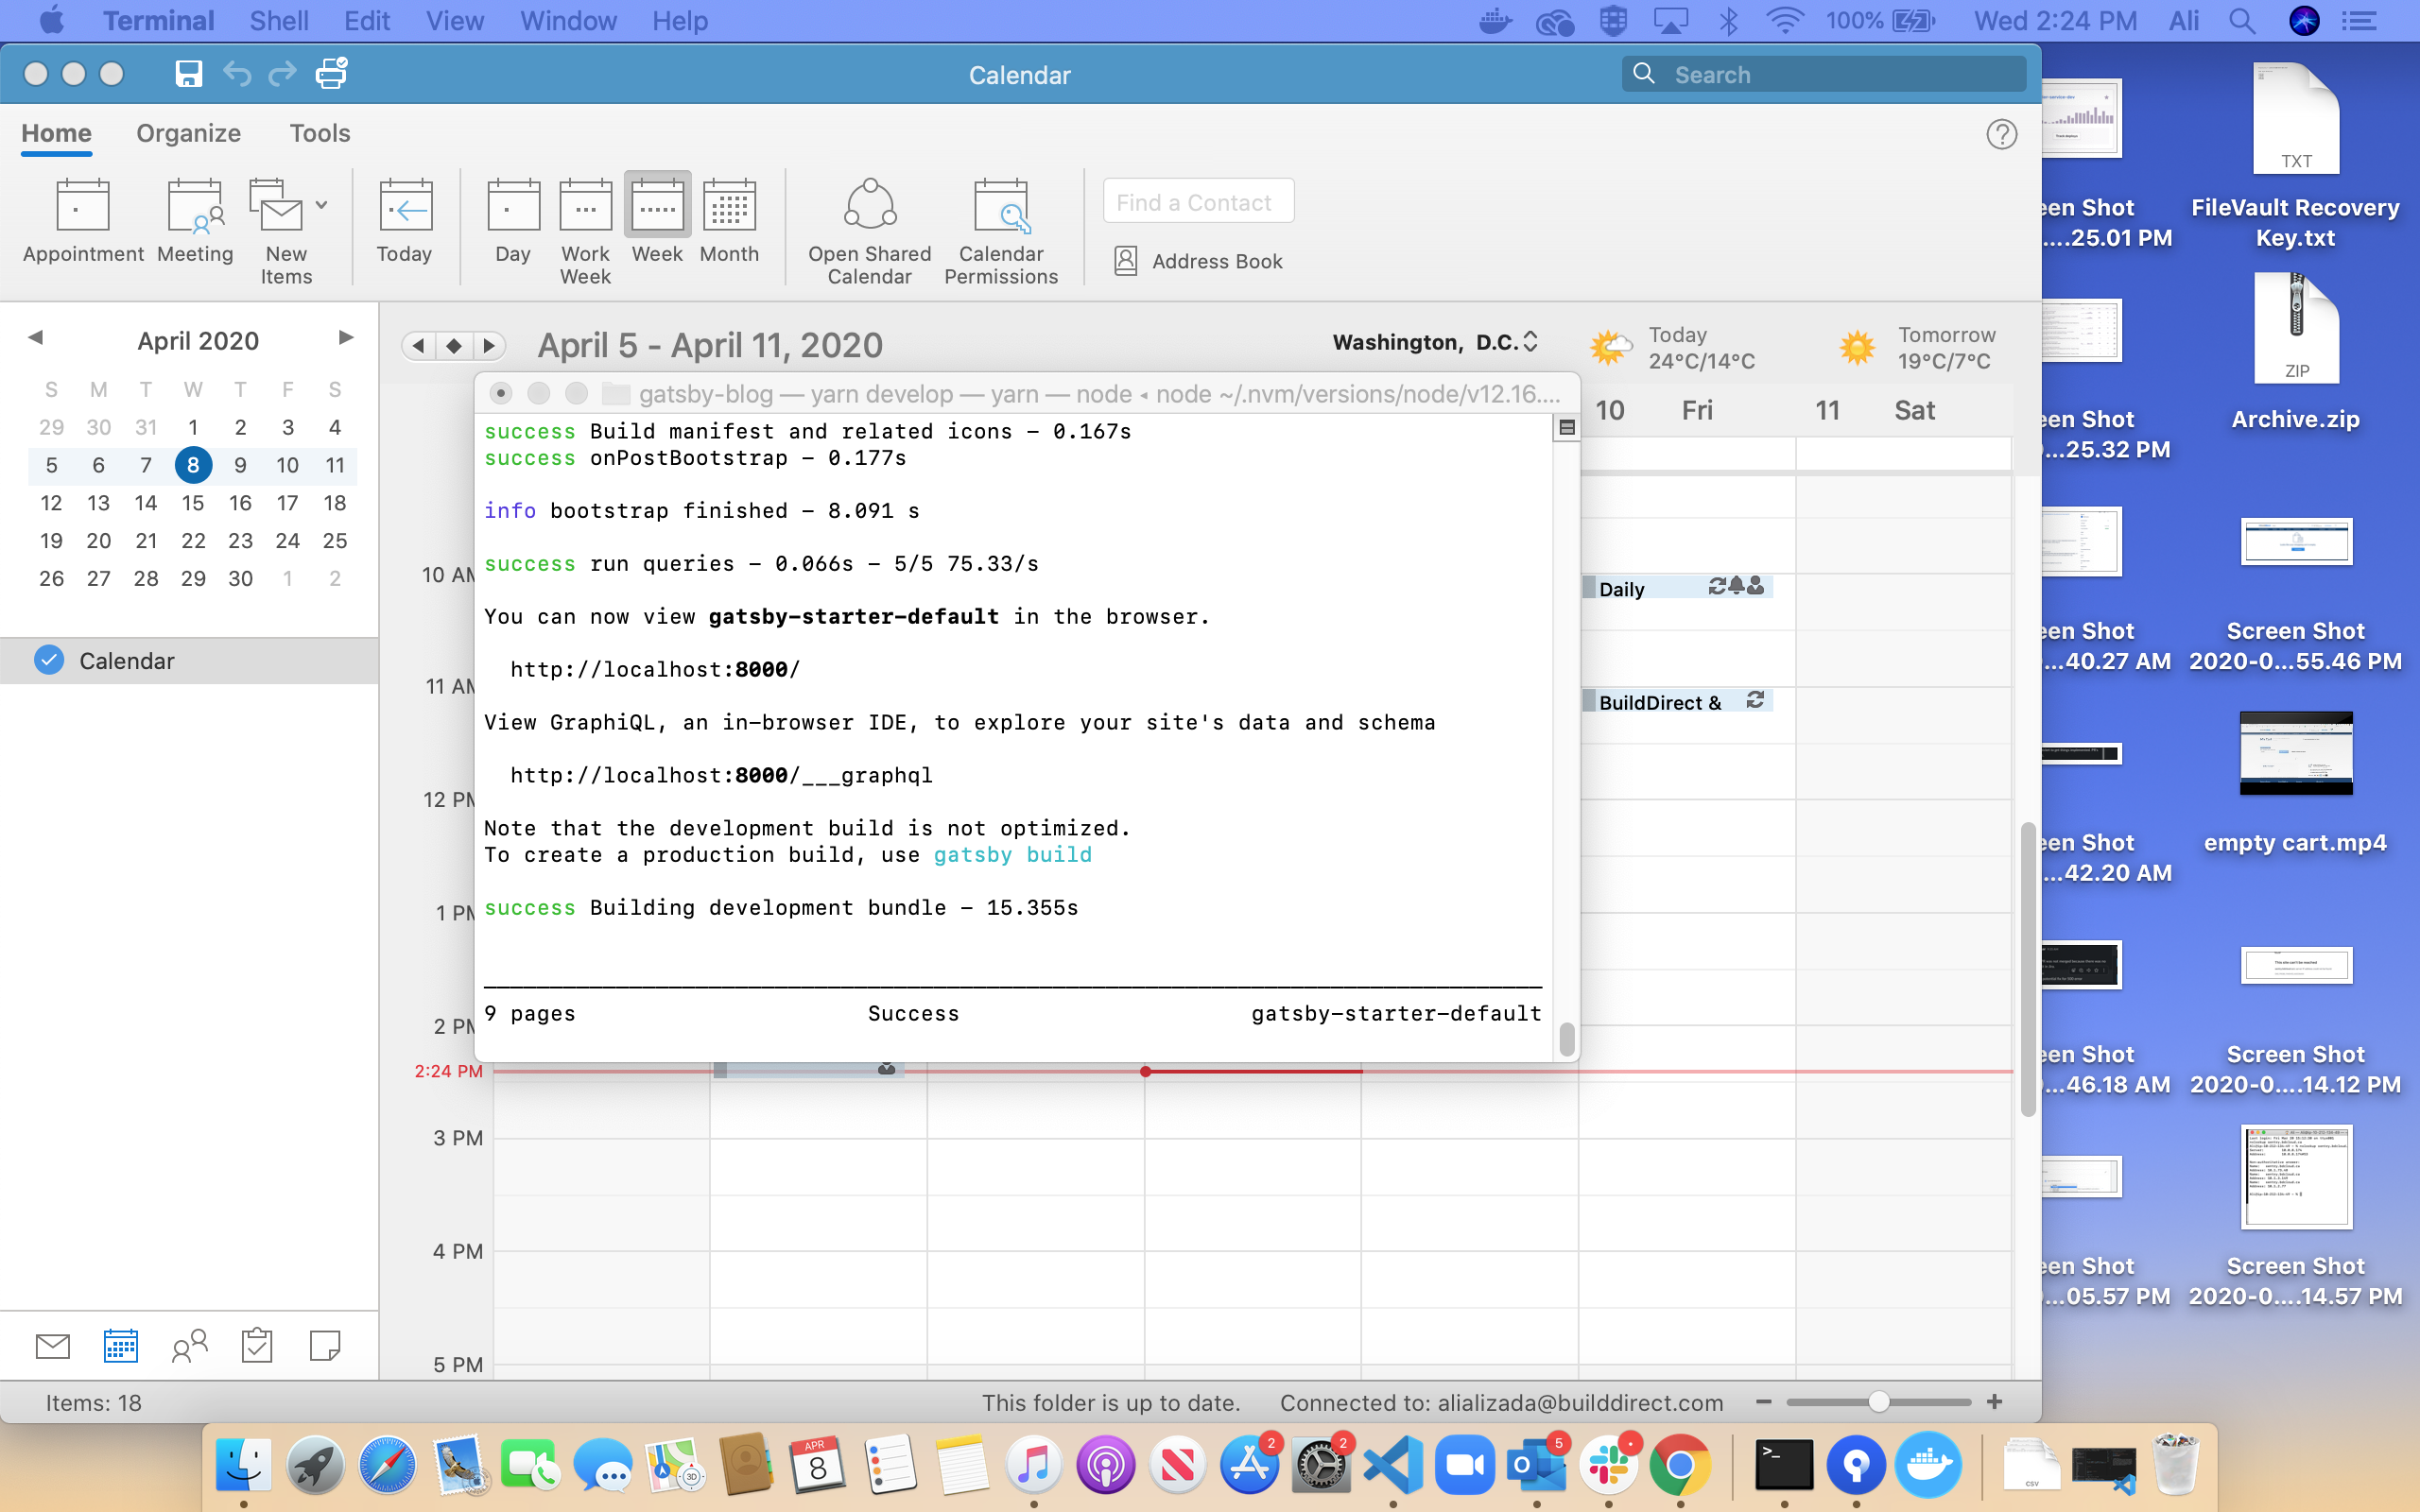 Terminal Shell Edit View Window Help 100% Wed 2:24 PM Ali
Calendar
Search
Home Organize Tools
Appointment Meeting New Items Today Day Work Week Week Month Open Shared Calendar Calendar Permissions
Find a Contact
Address Book
April 2020
S M T W T F S
29 30 31 1 2 3 4
5 6 7 8 9 10 11
12 13 14 15 16 17 18
19 20 21 22 23 24 25
26 27 28 29 30 1 2
Calendar
April 5 - April 11, 2020
Washington, D.C.
Today
24°C/14°C
Tomorrow
19°C/7°C
10 Fri 11 Sat
gatsby-blog — yarn develop — yarn — node ◂ node ~/.nvm/versions/node/v12.16....
success Build manifest and related icons - 0.167s
success onPostBootstrap - 0.177s
info bootstrap finished - 8.091 s
success run queries - 0.066s - 5/5 75.33/s
You can now view gatsby-starter-default in the browser.
http://localhost:8000/
View GraphiQL, an in-browser IDE, to explore your site's data and schema
http://localhost:8000/___graphql
Note that the development build is not optimized.
To create a production build, use gatsby build
success Building development bundle - 15.355s
9 pages Success gatsby-starter-default
10 AM
11 AM
12 PM
1 PM
2 PM
2:24 PM
3 PM
4 PM
5 PM
Daily
BuildDirect &
Items: 18
This folder is up to date.
Connected to: alializada@builddirect.com
een Shot
....25.01 PM
een Shot
...25.32 PM
een Shot
...40.27 AM
een Shot
...42.20 AM
een Shot
...46.18 AM
een Shot
...05.57 PM
TXT
FileVault Recovery
Key.txt
ZIP
Archive.zip
Screen Shot
2020-0...55.46 PM
empty cart.mp4
Screen Shot
2020-0....14.12 PM
Screen Shot
2020-0....14.57 PM
3D
APR
8
2
2
5
CSV